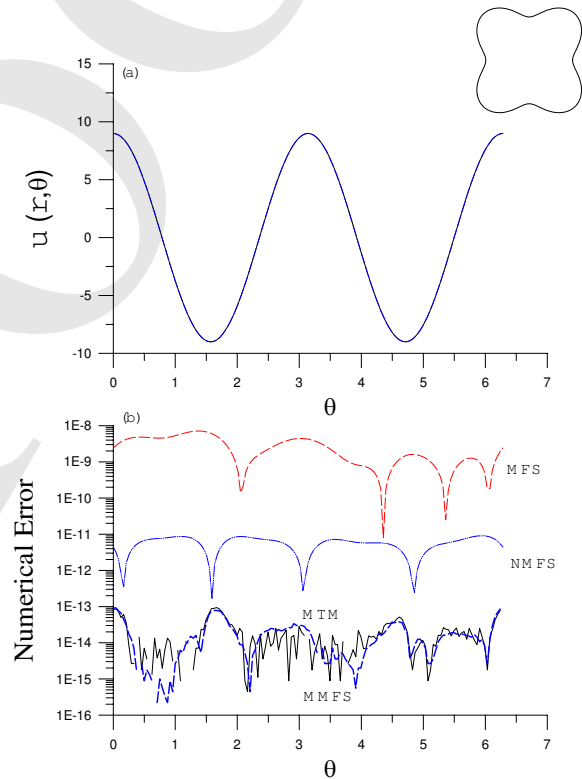 (a)
15
10
5
0
-5
-10
u (r,θ)
0 1 2 3 4 5 6 7
θ
(b)
1E-8
1E-9
1E-10
1E-11
1E-12
1E-13
1E-14
1E-15
1E-16
Numerical Error
MFS
NMFS
MTM
MMFS
0 1 2 3 4 5 6 7
θ